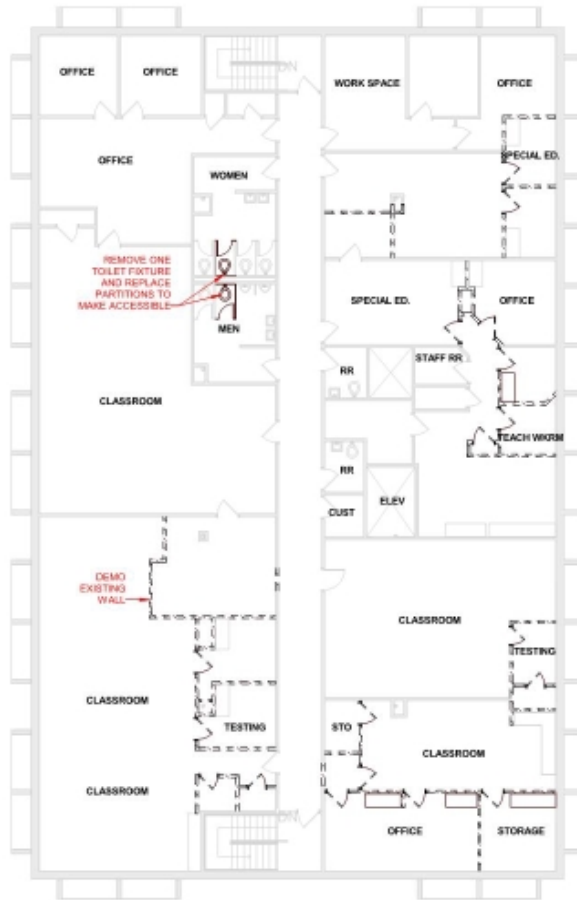 DN
OFFICE
OFFICE
WORK SPACE
OFFICE
OFFICE
SPECIAL ED.
WOMEN
REMOVE ONE
TOILET FIXTURE
AND REPLACE
PARTITIONS TO
MAKE ACCESSIBLE
MEN
SPECIAL ED.
OFFICE
RR
STAFF RR
CLASSROOM
TEACH WKRM
RR
ELEV
CUST
DEMO
EXISTING
WALL
CLASSROOM
TESTING
CLASSROOM
TESTING
STO
CLASSROOM
CLASSROOM
DN
OFFICE
STORAGE